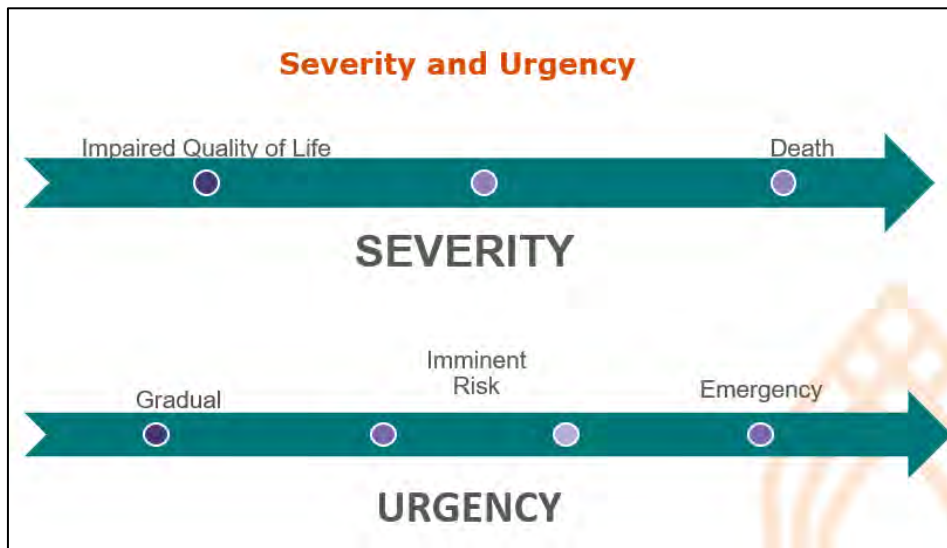 Severity and Urgency
Impaired Quality of Life
Death
SEVERITY
Imminent
Risk
Gradual
Emergency
URGENCY